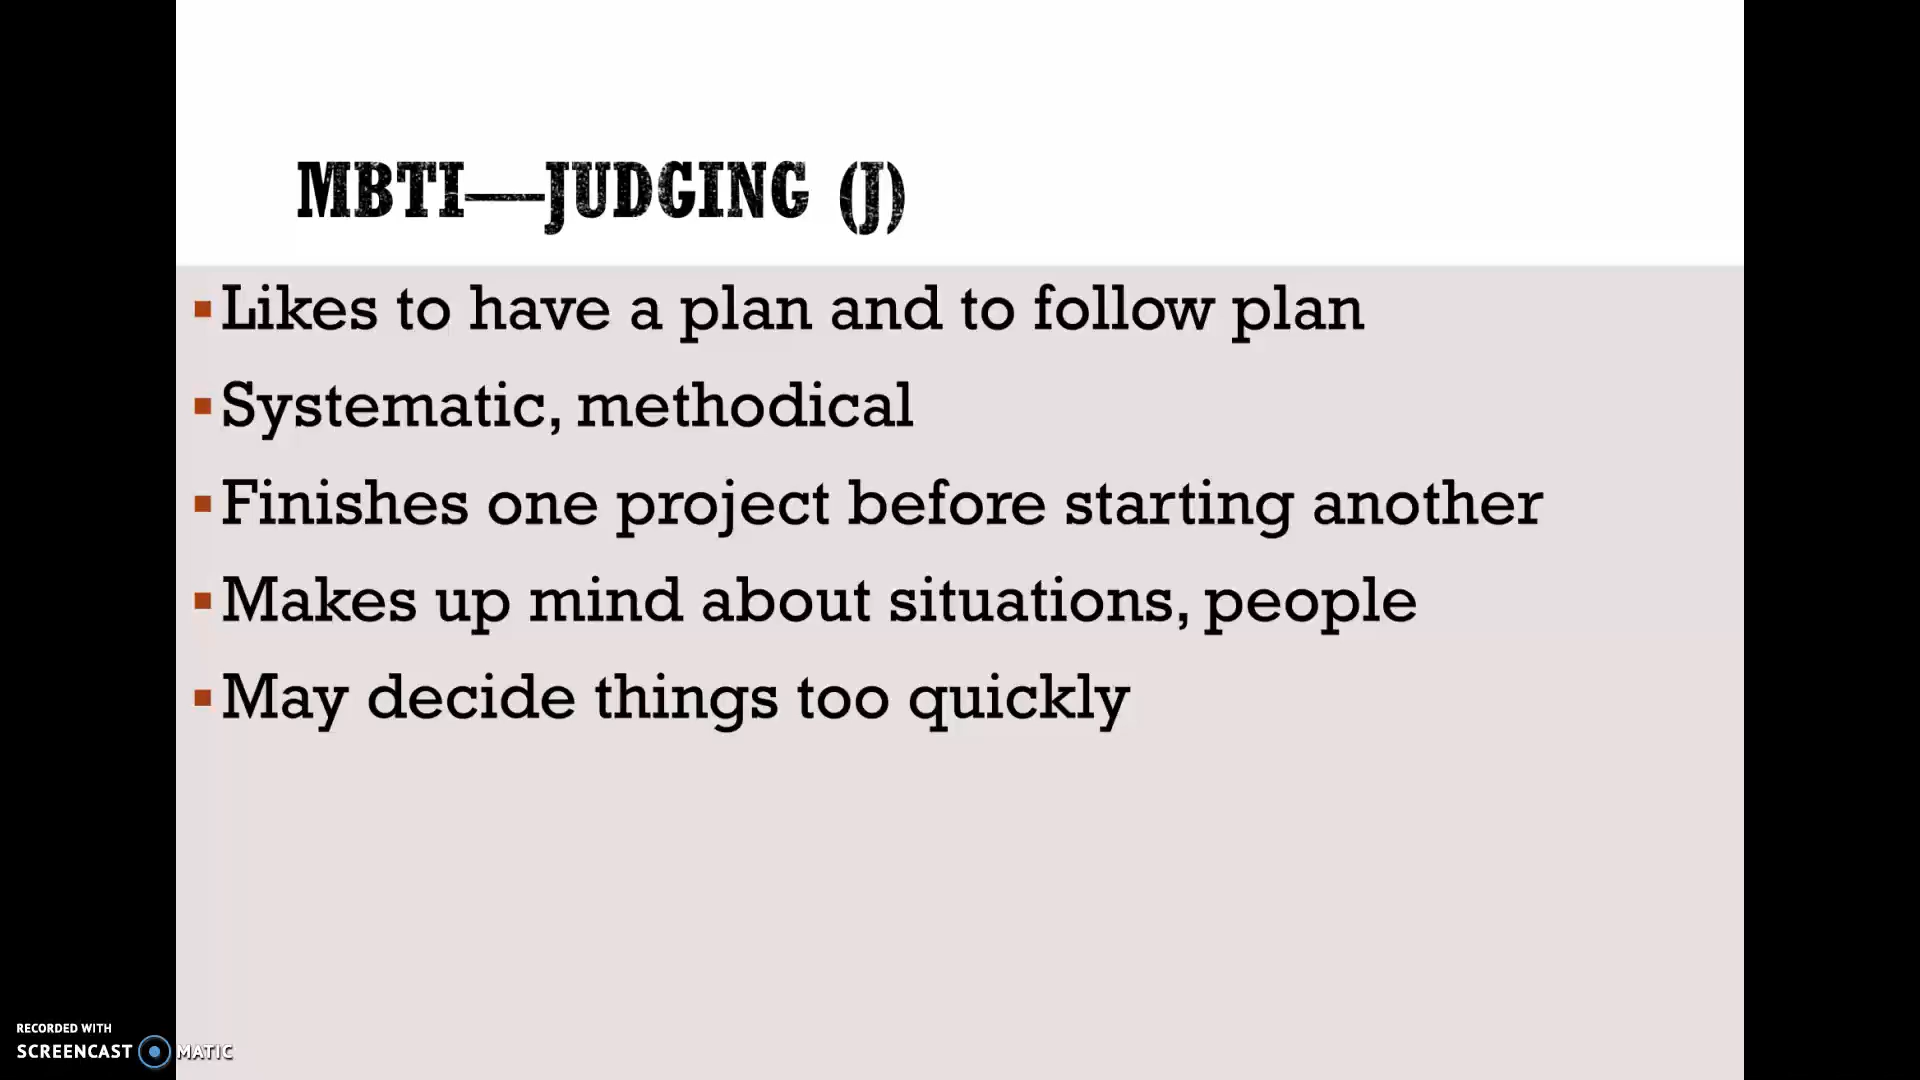 MBTI—JUDGING (J)
Likes to have a plan and to follow plan
Systematic, methodical
Finishes one project before starting another
Makes up mind about situations, people
May decide things too quickly
RECORDED WITH
SCREENCAST MATIC